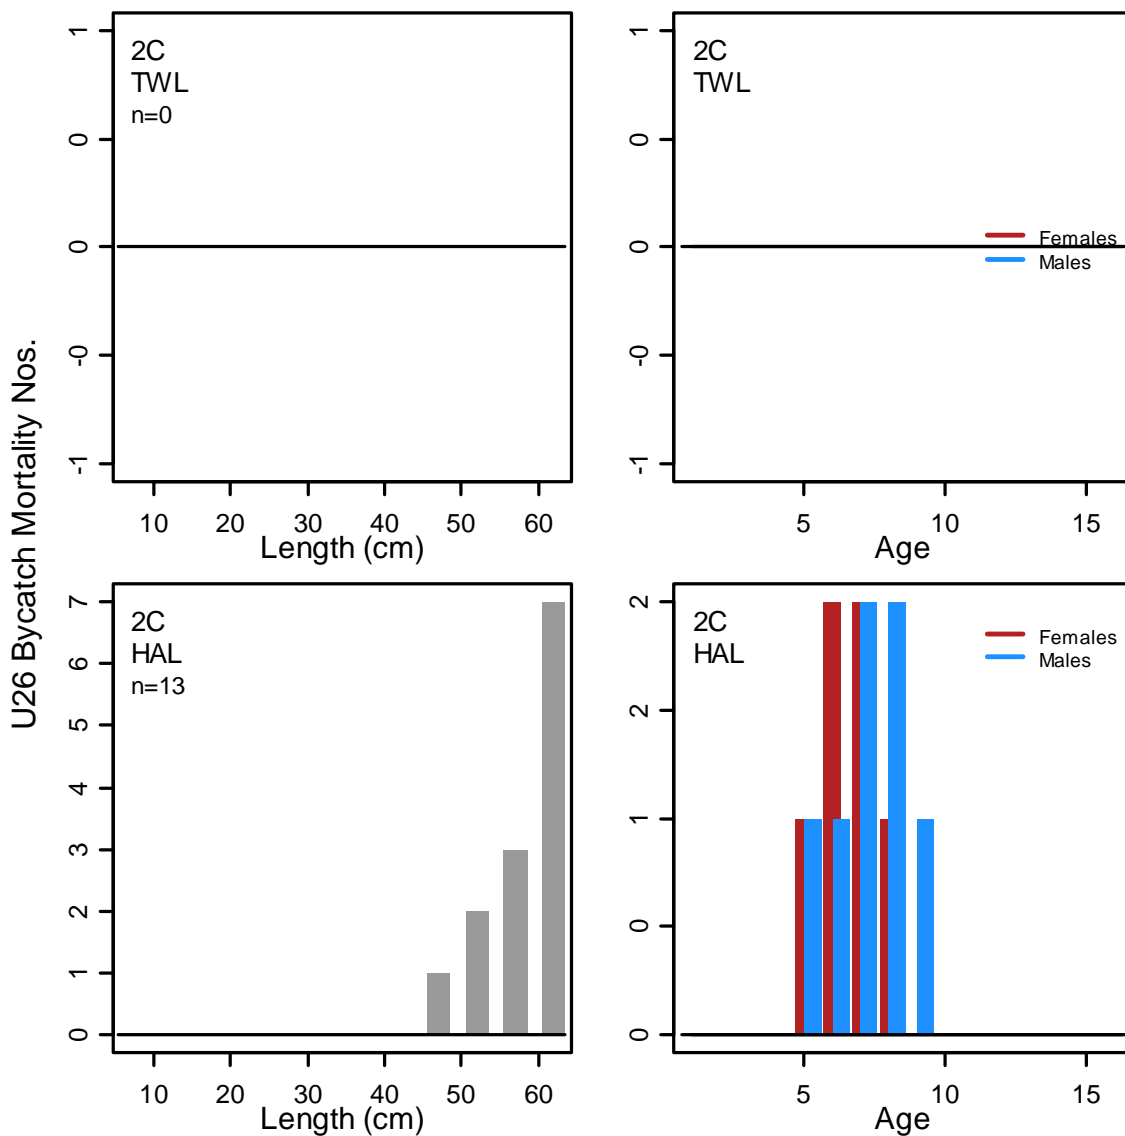 U26 Bycatch Mortality Nos.
2C
TWL
n=0
1
0
0
-0
-1
10 20 30 40 50 60
Length (cm)
2C
TWL
Females
Males
1
0
0
-0
-1
5 10 15
Age
2C
HAL
n=13
7
6
5
4
3
2
1
0
10 20 30 40 50 60
Length (cm)
2C
HAL
Females
Males
2
2
1
0
0
5 10 15
Age